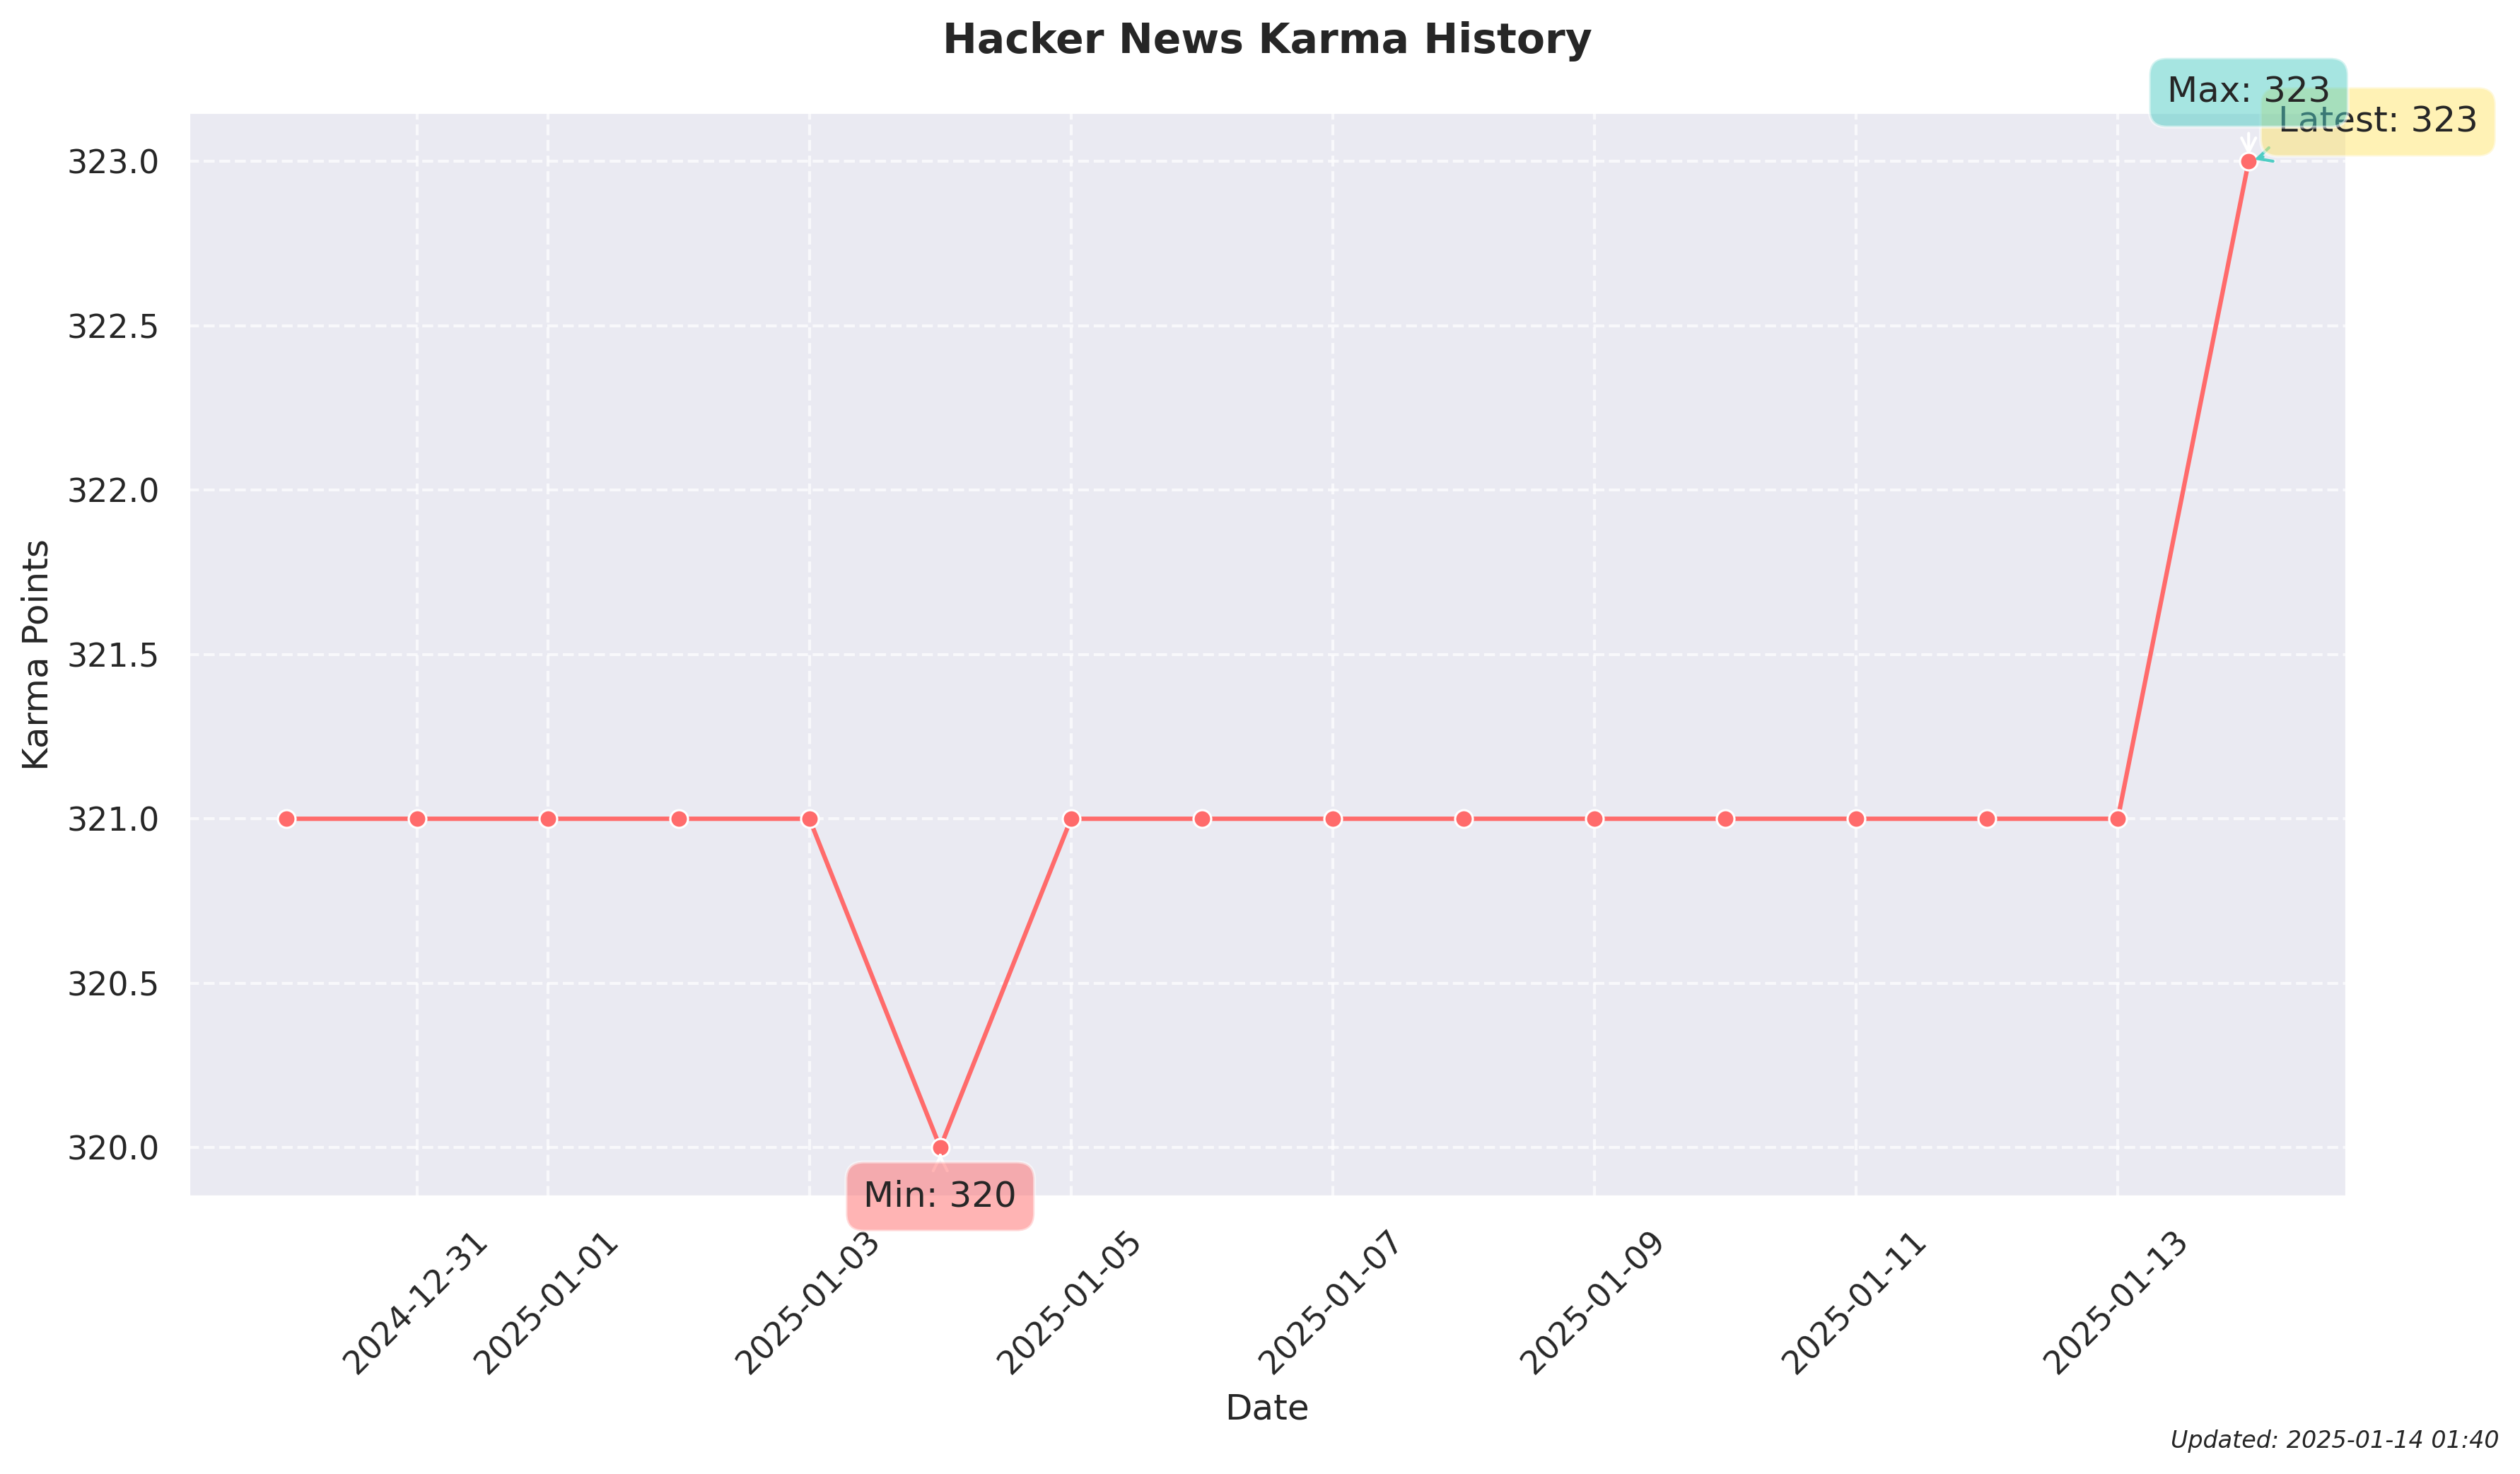 Hacker News Karma History
Max: 323
Latest: 323
323.0
322.5
322.0
321.5
321.0
320.5
320.0
Karma Points
Min: 320
2024-12-31
2025-01-01
2025-01-03
2025-01-05
2025-01-07
2025-01-09
2025-01-11
2025-01-13
Date
Updated: 2025-01-14 01:40